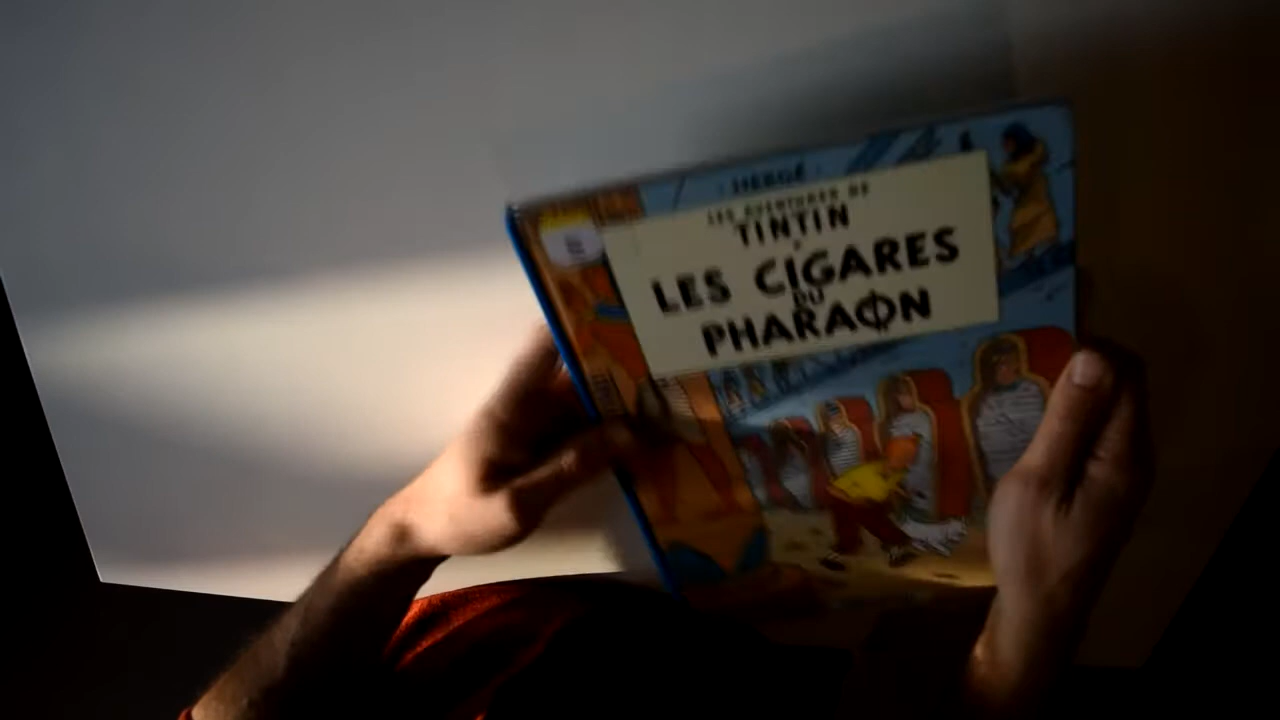 HERGÉ
LES AVENTURES DE
TINTIN
LES CIGARES
DU
PHARAON